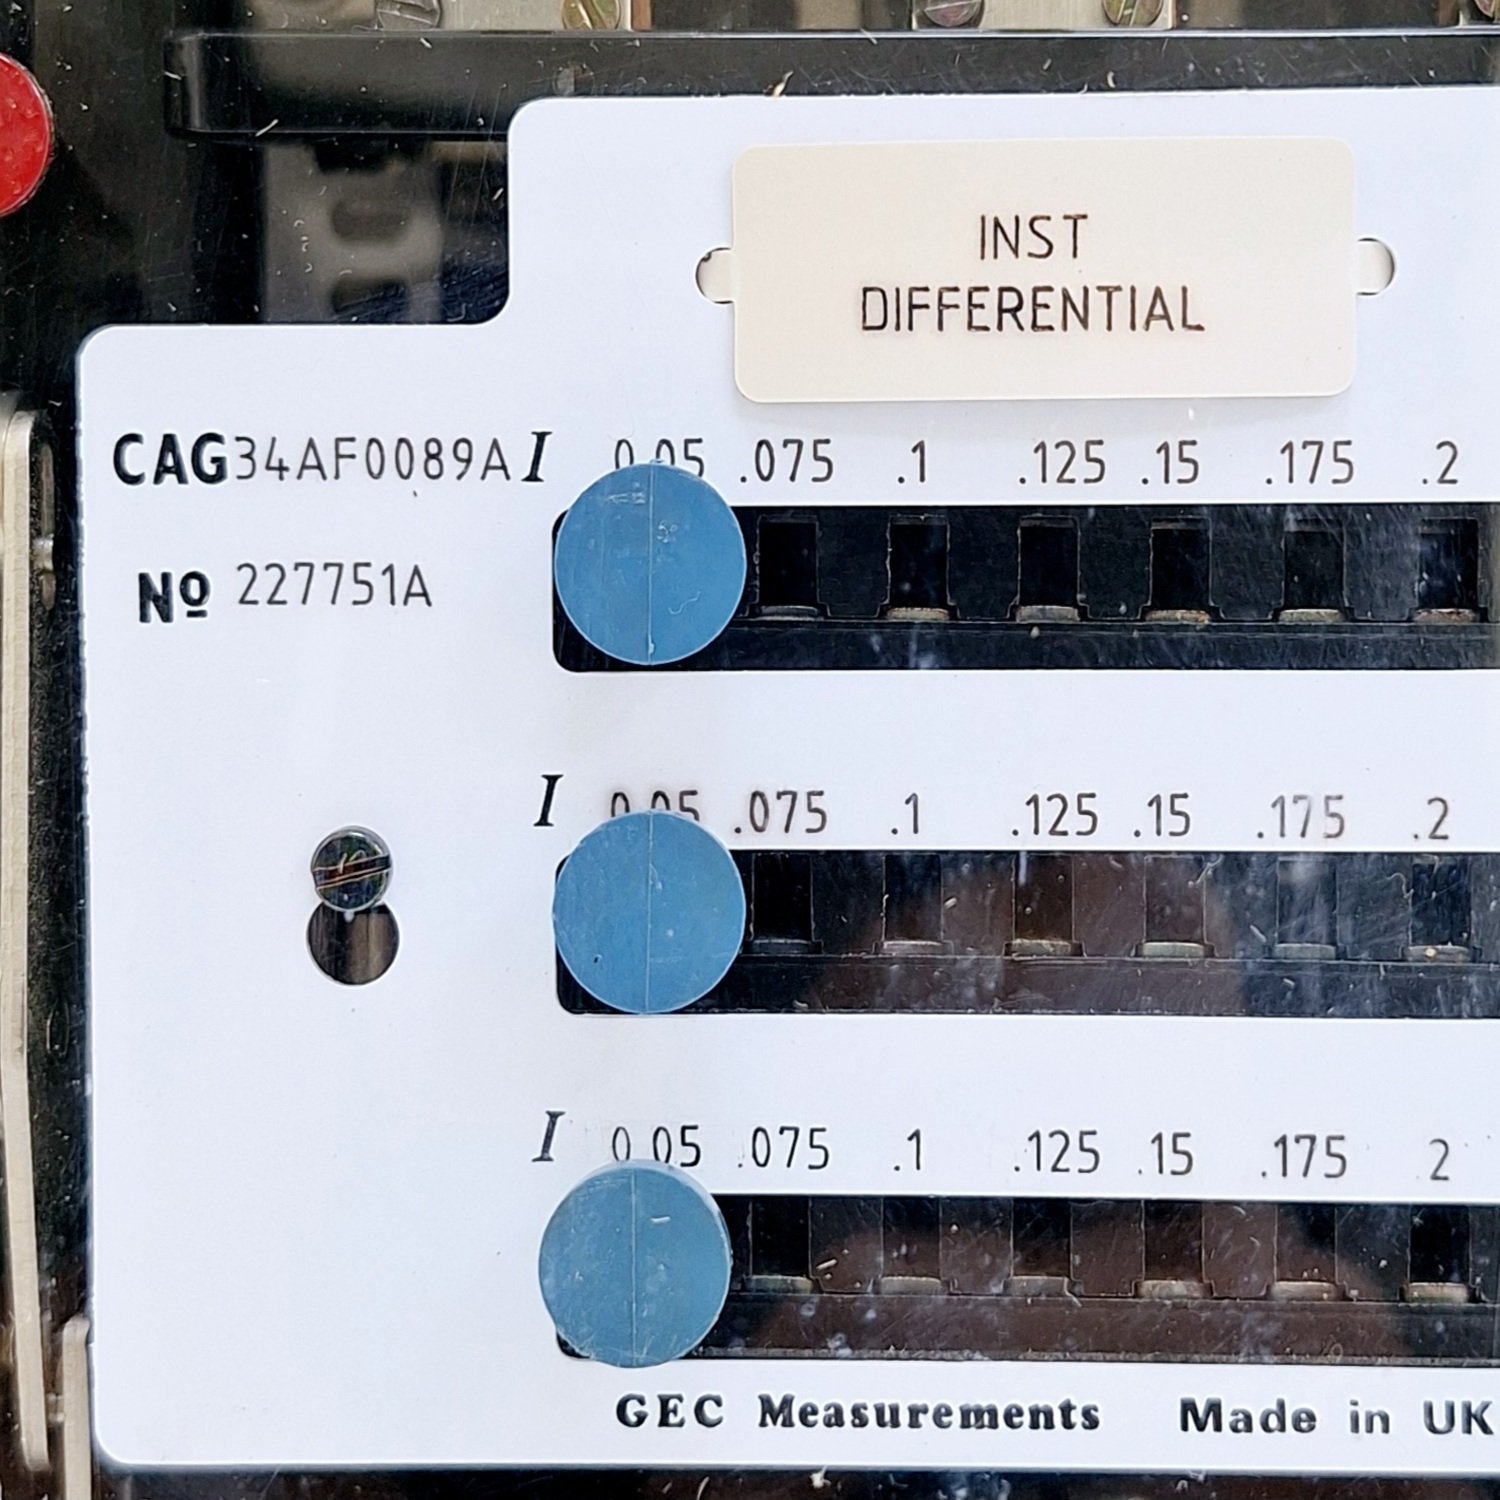 INST
DIFFERENTIAL
CAG34AF0089A I 0.05 .075 .1 .125 .15 .175 .2
Nº 227751A
I 0.05 .075 .1 .125 .15 .175 .2
I 0.05 .075 .1 .125 .15 .175 .2
GEC Measurements Made in UK